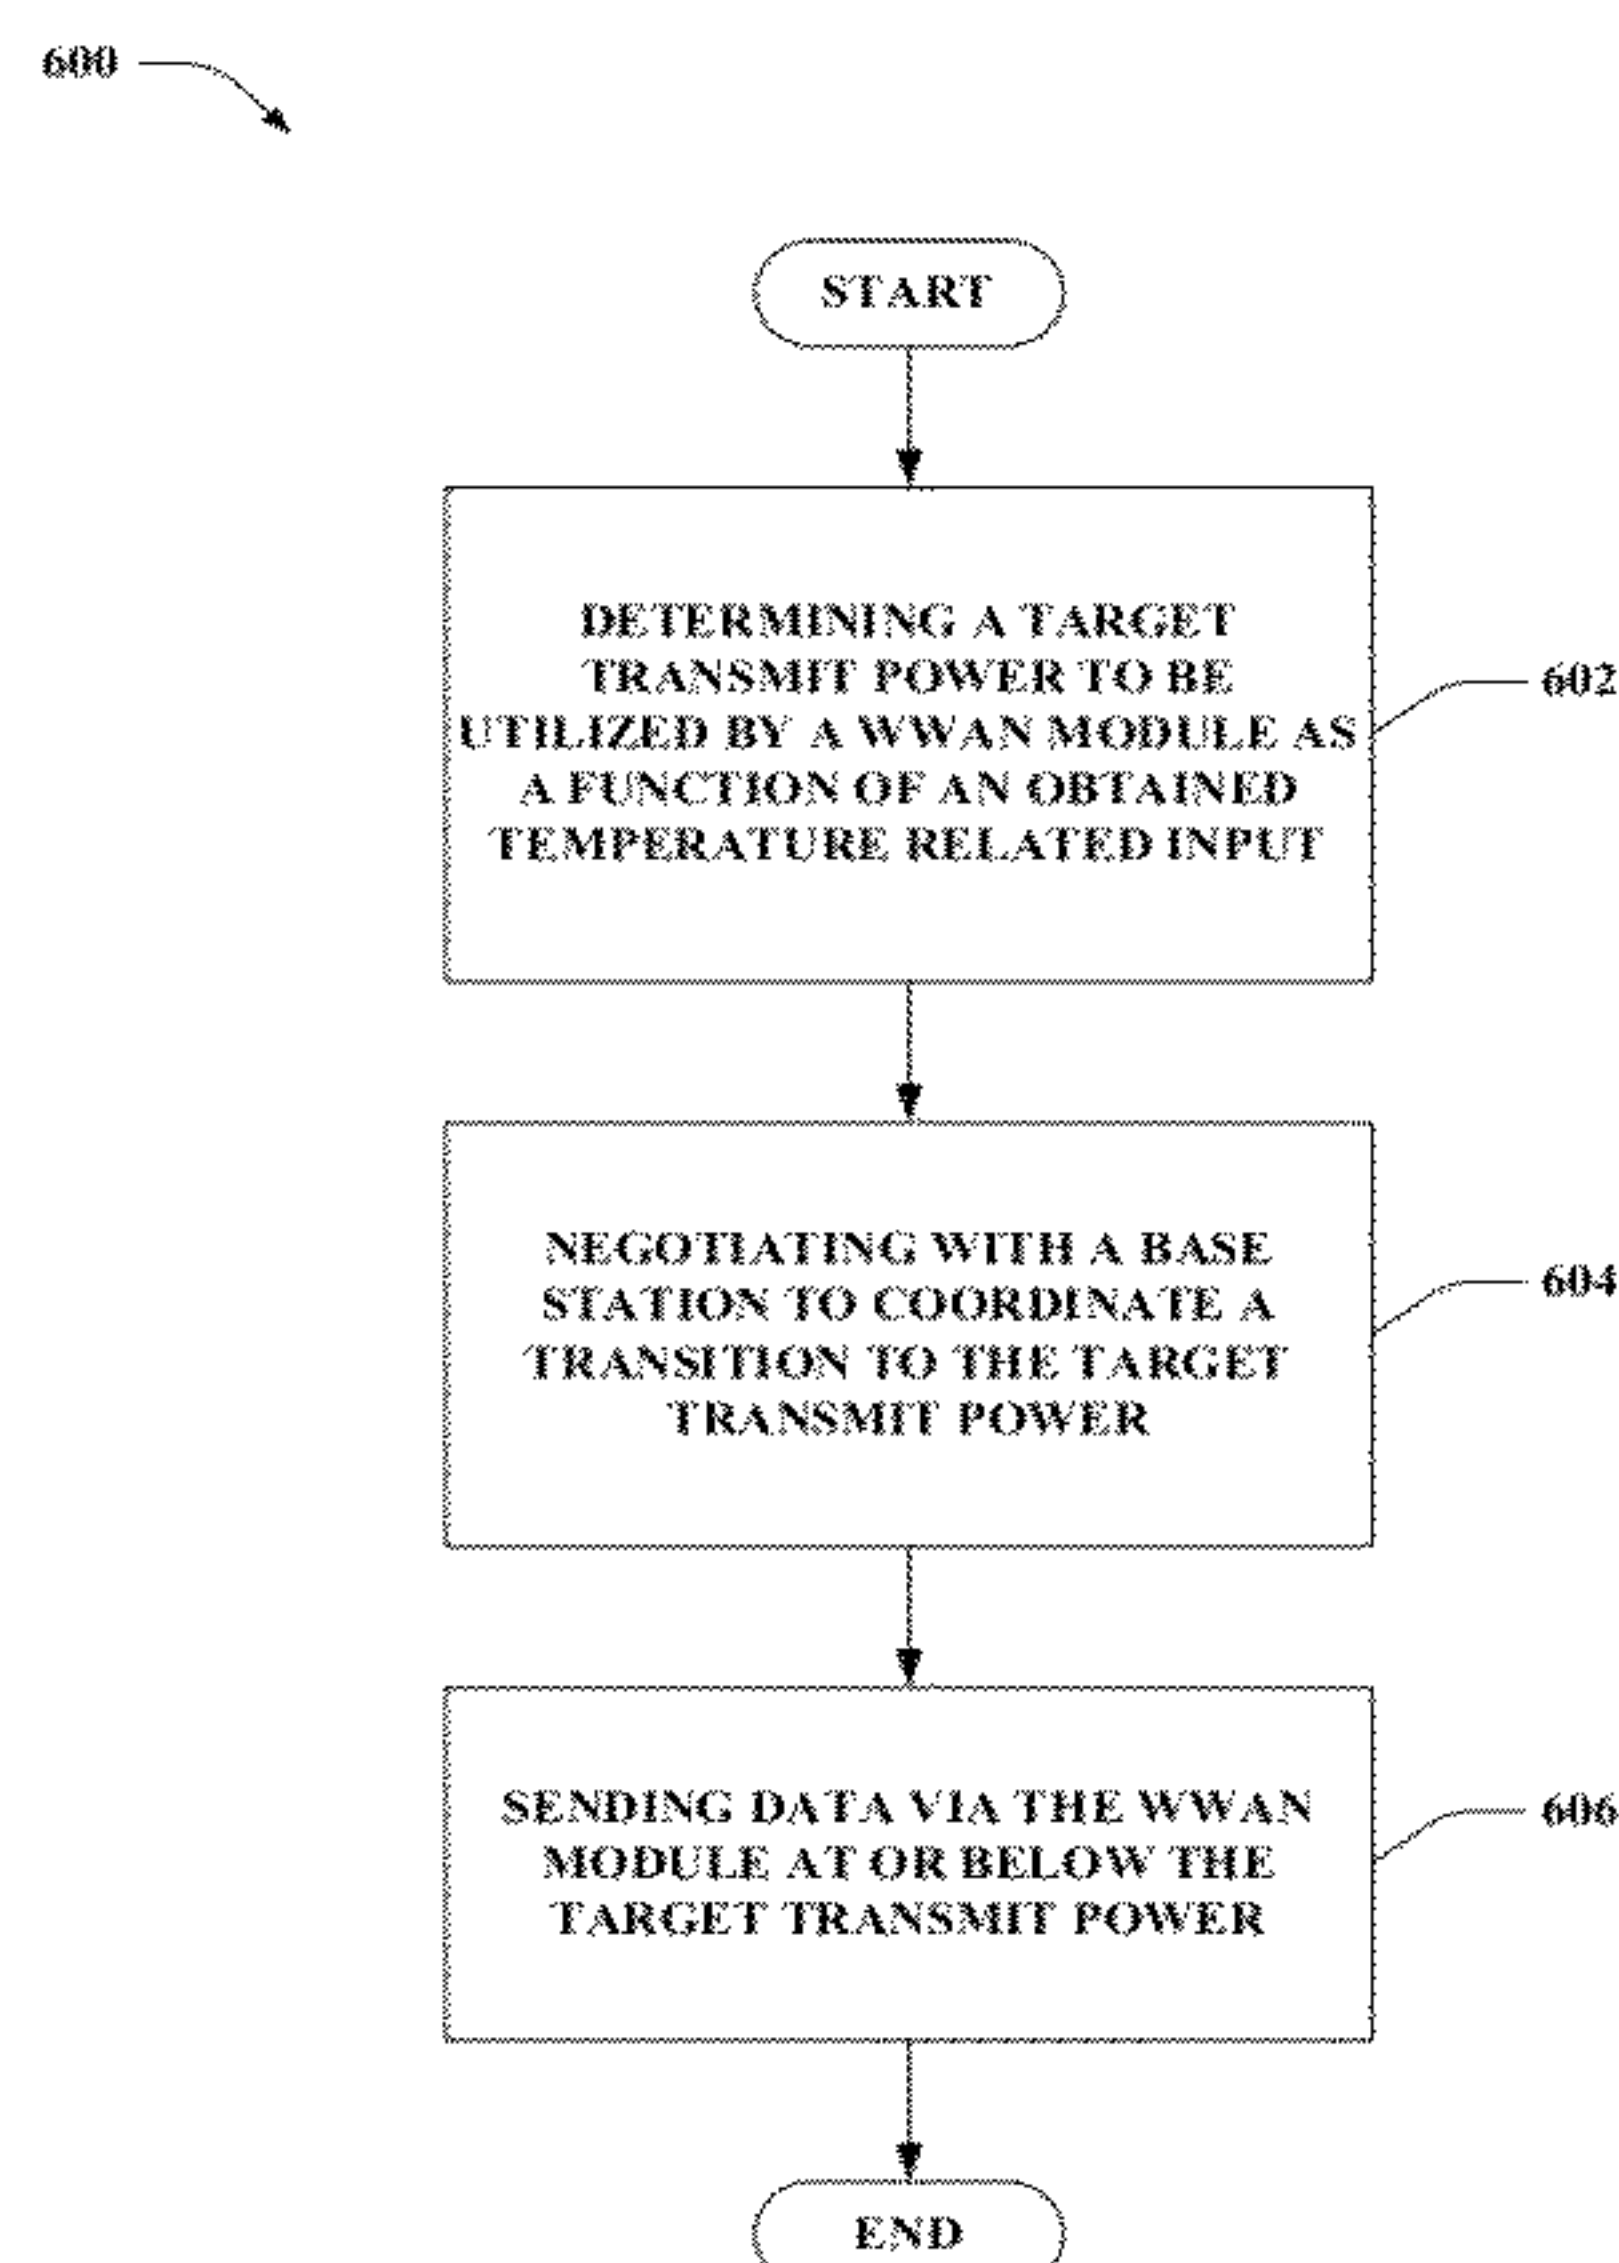 600
START
DETERMINING A TARGET
TRANSMIT POWER TO BE
UTILIZED BY A WWAN MODULE AS
A FUNCTION OF AN OBTAINED
TEMPERATURE RELATED INPUT
602
NEGOTIATING WITH A BASE
STATION TO COORDINATE A
TRANSITION TO THE TARGET
TRANSMIT POWER
604
SENDING DATA VIA THE WWAN
MODULE AT OR BELOW THE
TARGET TRANSMIT POWER
606
END